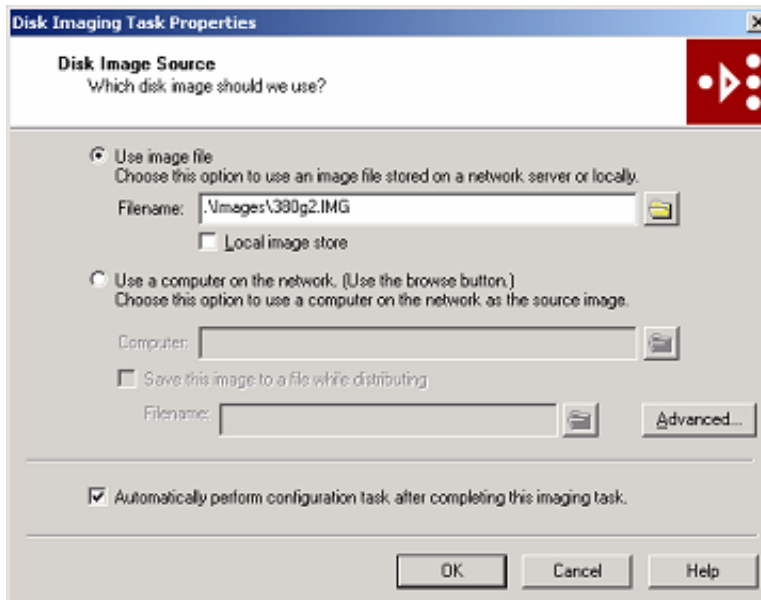 Disk Imaging Task Properties
Disk Image Source
Which disk image should we use?
Use image file
Choose this option to use an image file stored on a network server or locally.
Filename: .\Images\380g2.IMG
Local image store
Use a computer on the network. (Use the browse button.)
Choose this option to use a computer on the network as the source image.
Computer:
Save this image to a file while distributing
Filename:
Advanced...
Automatically perform configuration task after completing this imaging task.
OK Cancel Help